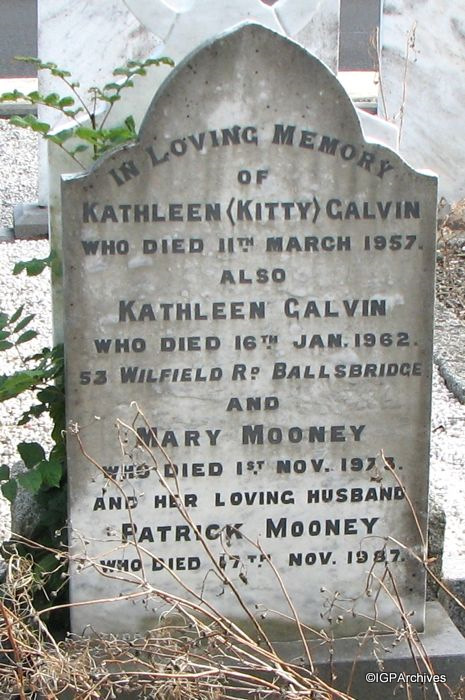 In Loving Memory
OF
Kathleen (Kitty) Galvin
WHO DIED 11TH MARCH 1957.
ALSO
Kathleen Galvin
WHO DIED 16TH JAN. 1962.
53 Wilfield RD Ballsbridge
AND
Mary Mooney
WHO DIED 1ST NOV. 1973.
AND HER LOVING HUSBAND
Patrick Mooney
WHO DIED 17TH NOV. 1987.
©IGPArchives